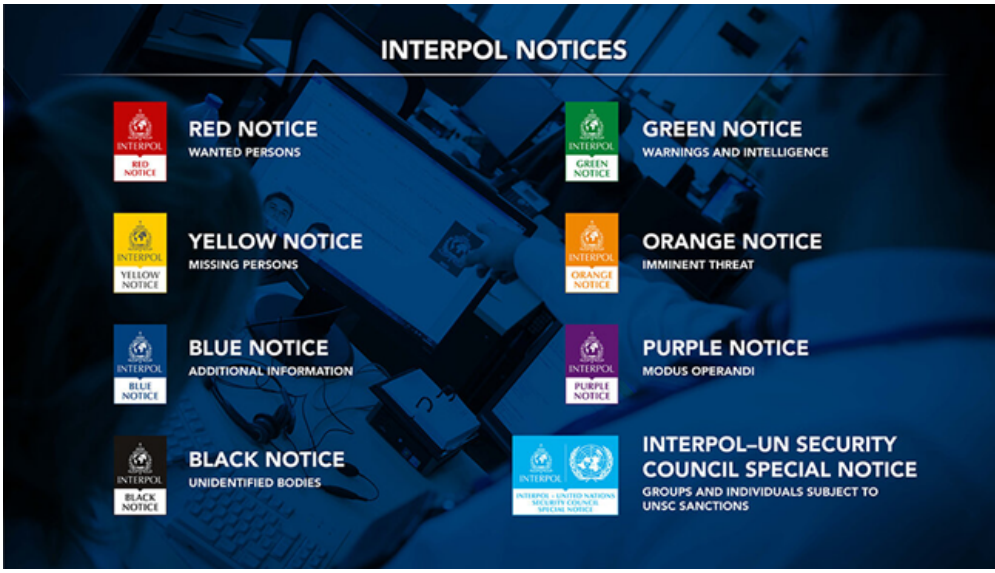 INTERPOL NOTICES
INTERPOL
RED
NOTICE
RED NOTICE
WANTED PERSONS
INTERPOL
YELLOW
NOTICE
YELLOW NOTICE
MISSING PERSONS
INTERPOL
BLUE
NOTICE
BLUE NOTICE
ADDITIONAL INFORMATION
INTERPOL
BLACK
NOTICE
BLACK NOTICE
UNIDENTIFIED BODIES
INTERPOL
GREEN
NOTICE
GREEN NOTICE
WARNINGS AND INTELLIGENCE
INTERPOL
ORANGE
NOTICE
ORANGE NOTICE
IMMINENT THREAT
INTERPOL
PURPLE
NOTICE
PURPLE NOTICE
MODUS OPERANDI
INTERPOL
INTERPOL – UNITED NATIONS
SECURITY COUNCIL
SPECIAL NOTICE
INTERPOL–UN SECURITY
COUNCIL SPECIAL NOTICE
GROUPS AND INDIVIDUALS SUBJECT TO
UNSC SANCTIONS